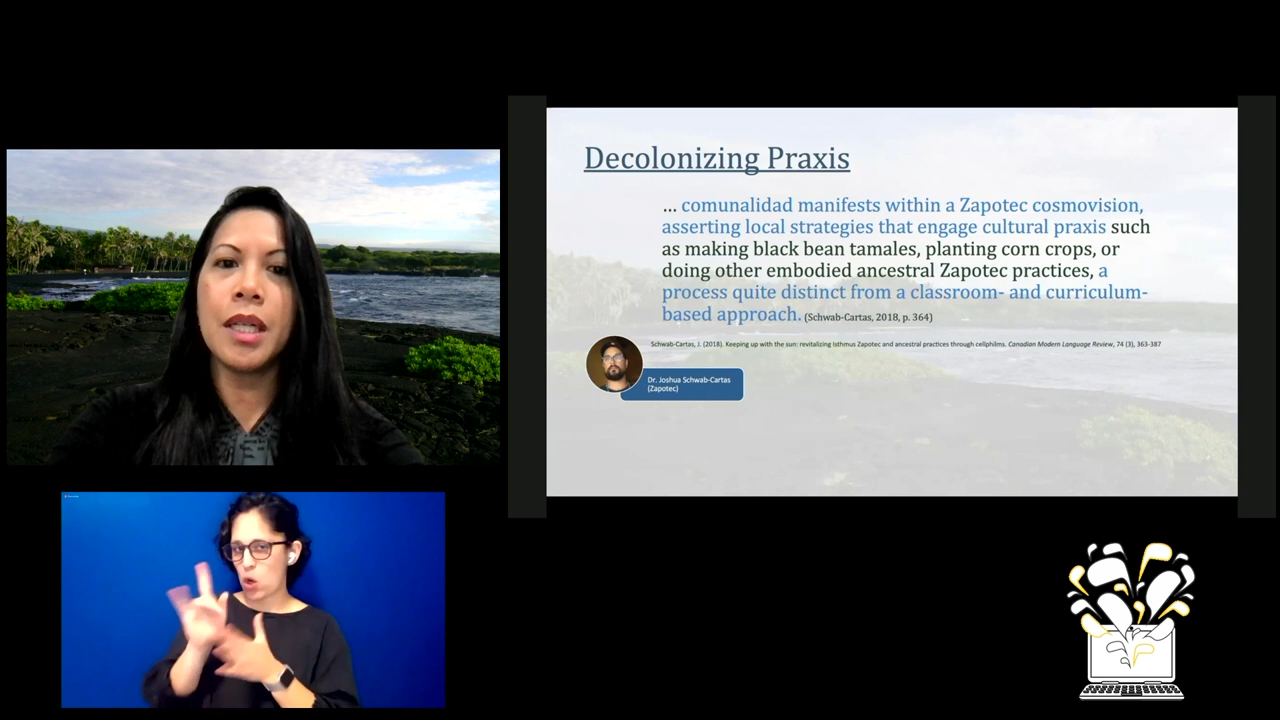 Decolonizing Praxis
... comunalidad manifests within a Zapotec cosmovision,
asserting local strategies that engage cultural praxis such
as making black bean tamales, planting corn crops, or
doing other embodied ancestral Zapotec practices, a
process quite distinct from a classroom- and curriculum-
based approach. (Schwab-Cartas, 2018, p. 364)
Schwab-Cartas, J. (2018). Keeping up with the sun: revitalizing Isthmus Zapotec and ancestral practices through cellphilms. Canadian Modern Language Review, 74 (3), 363-387
Dr. Joshua Schwab-Cartas
(Zapotec)